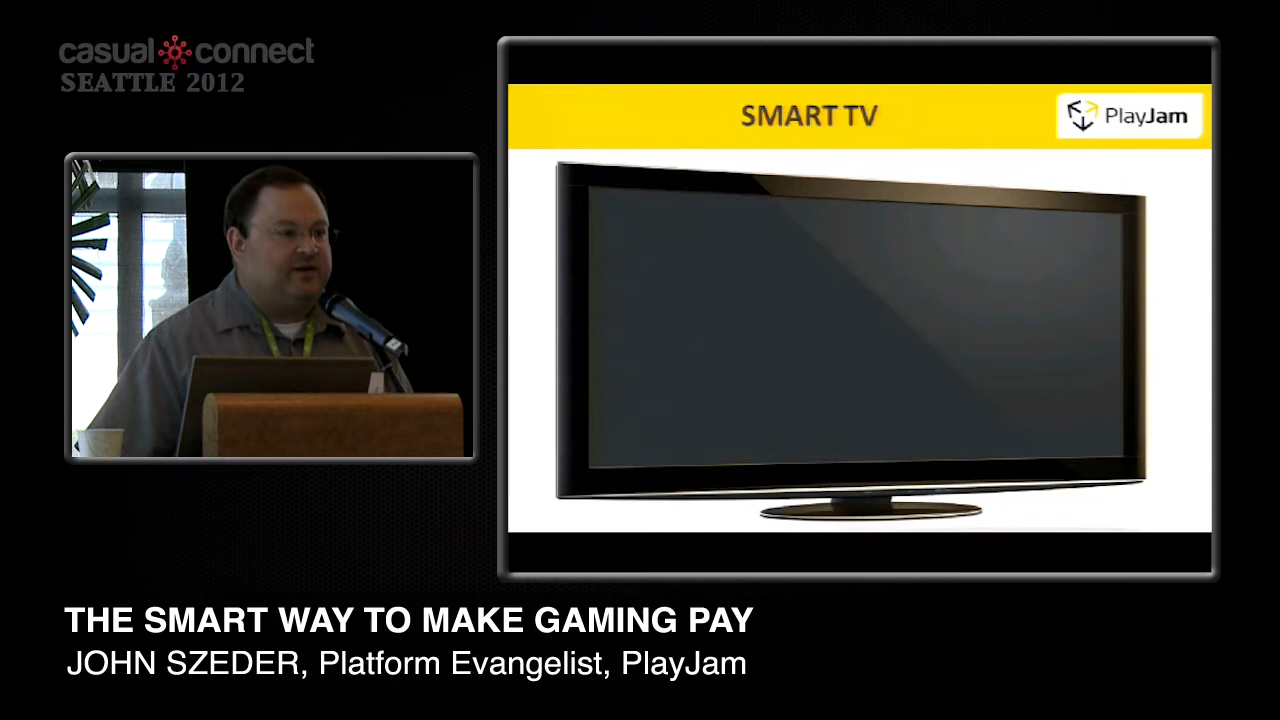 casual connect
SEATTLE 2012
SMART TV
PlayJam
THE SMART WAY TO MAKE GAMING PAY
JOHN SZEDER, Platform Evangelist, PlayJam